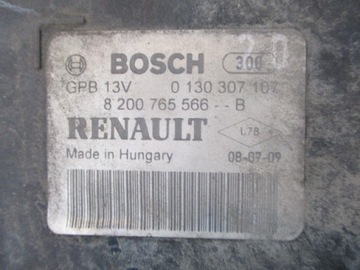 BOSCH 300
GPB 13V 0 130 307 107
8 200 765 566 - - B
RENAULT L78
Made in Hungary 08-07-09